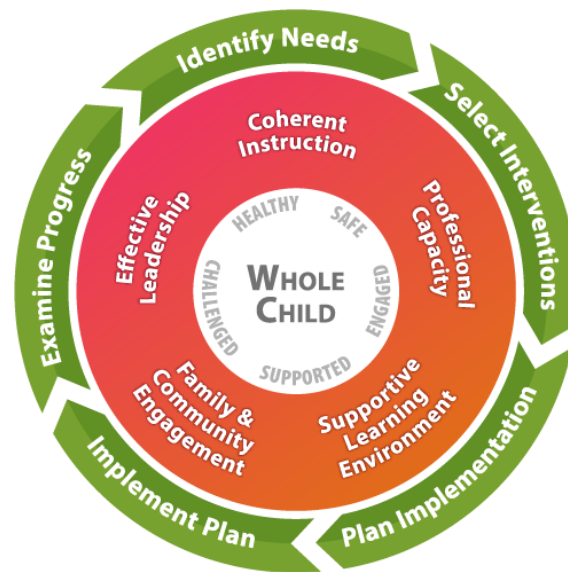 Identify Needs
Select Interventions
Plan Implementation
Implement Plan
Examine Progress
Coherent
Instruction
Professional
Capacity
Supportive
Learning
Environment
Family &
Community
Engagement
Effective
Leadership
HEALTHY
SAFE
ENGAGED
SUPPORTED
CHALLENGED
WHOLE
CHILD